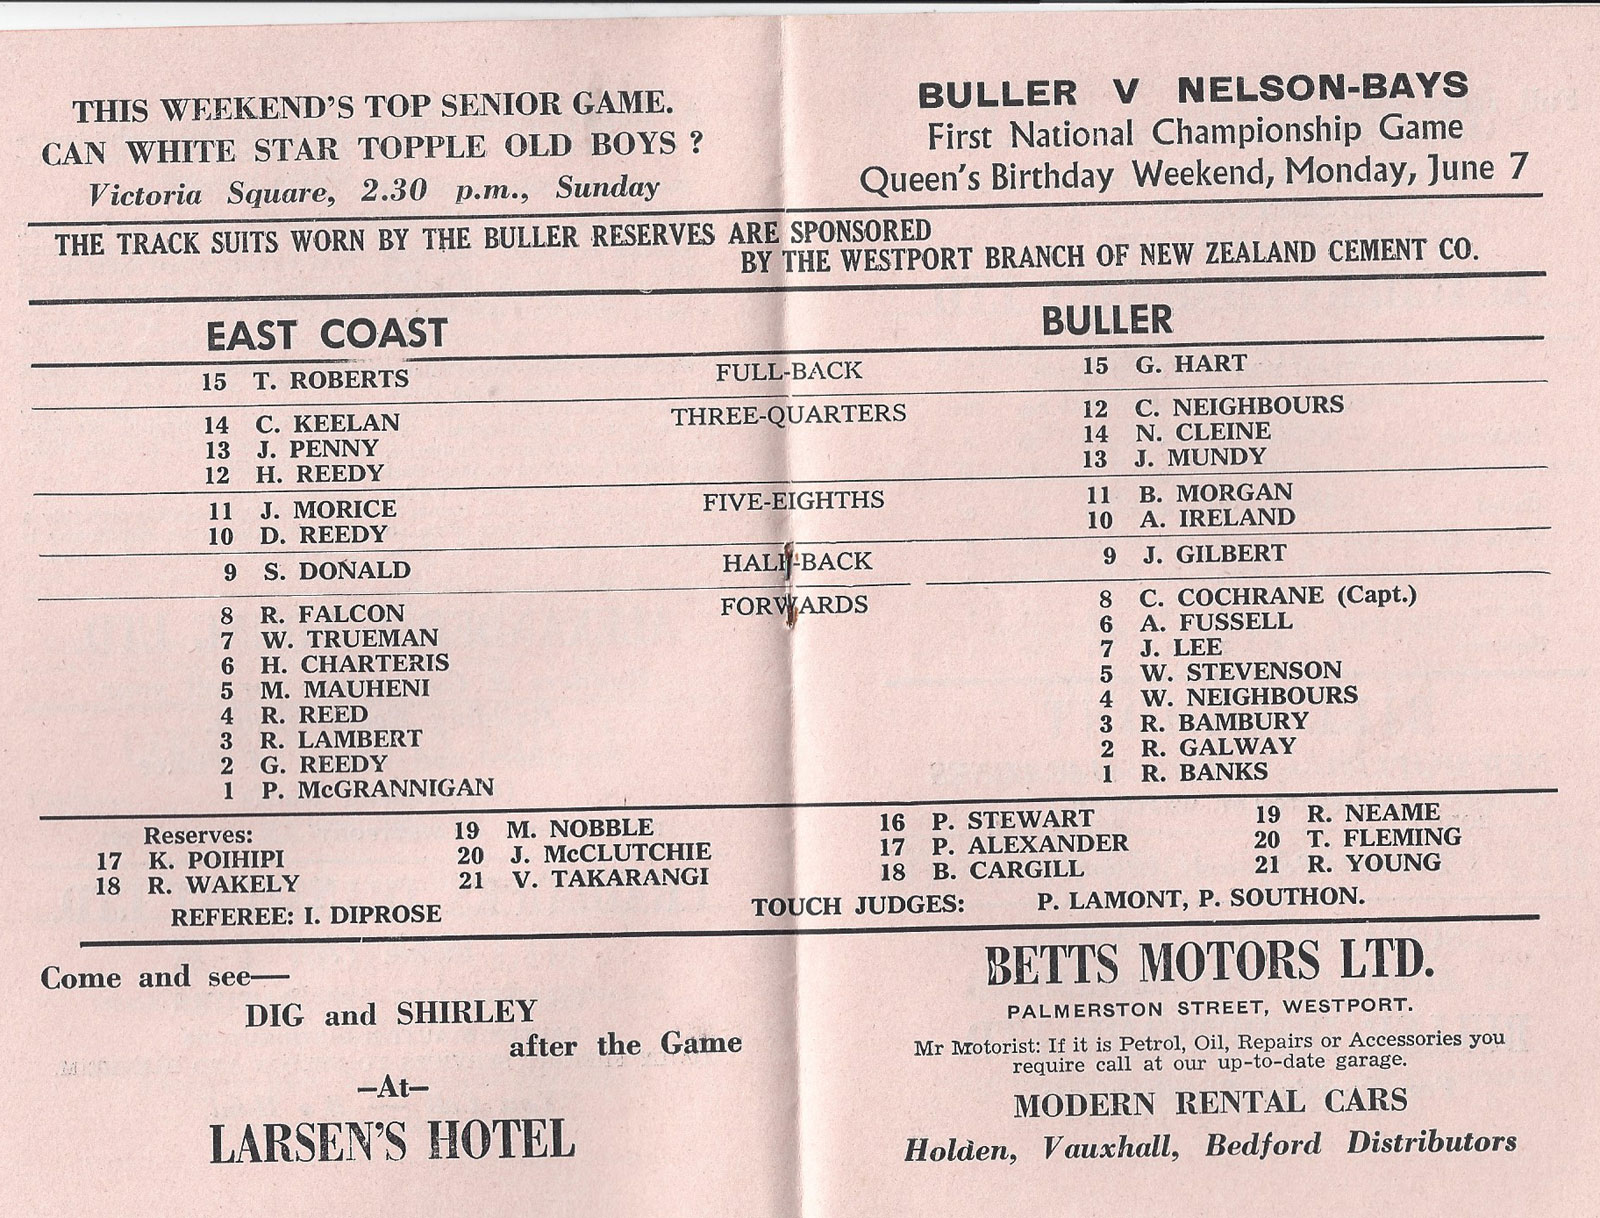 THIS WEEKEND'S TOP SENIOR GAME.
CAN WHITE STAR TOPPLE OLD BOYS ?
Victoria Square, 2.30 p.m., Sunday
BULLER V NELSON-BAYS
First National Championship Game
Queen's Birthday Weekend, Monday, June 7
THE TRACK SUITS WORN BY THE BULLER RESERVES ARE SPONSORED
BY THE WESTPORT BRANCH OF NEW ZEALAND CEMENT CO.
EAST COAST
BULLER
15 T. ROBERTS FULL-BACK 15 G. HART
14 C. KEELAN THREE-QUARTERS 12 C. NEIGHBOURS
13 J. PENNY 14 N. CLEINE
12 H. REEDY 13 J. MUNDY
11 J. MORICE FIVE-EIGHTHS 11 B. MORGAN
10 D. REEDY 10 A. IRELAND
9 S. DONALD HALF-BACK 9 J. GILBERT
8 R. FALCON FORWARDS 8 C. COCHRANE (Capt.)
7 W. TRUEMAN 6 A. FUSSELL
6 H. CHARTERIS 7 J. LEE
5 M. MAUHENI 5 W. STEVENSON
4 R. REED 4 W. NEIGHBOURS
3 R. LAMBERT 3 R. BAMBURY
2 G. REEDY 2 R. GALWAY
1 P. McGRANNIGAN 1 R. BANKS
Reserves: 19 M. NOBBLE 16 P. STEWART 19 R. NEAME
17 K. POIHIPI 20 J. McCLUTCHIE 17 P. ALEXANDER 20 T. FLEMING
18 R. WAKELY 21 V. TAKARANGI 18 B. CARGILL 21 R. YOUNG
REFEREE: I. DIPROSE TOUCH JUDGES: P. LAMONT, P. SOUTHON.
Come and see—
DIG and SHIRLEY
after the Game
—At—
LARSEN'S HOTEL
BETTS MOTORS LTD.
PALMERSTON STREET, WESTPORT.
Mr Motorist: If it is Petrol, Oil, Repairs or Accessories you
require call at our up-to-date garage.
MODERN RENTAL CARS
Holden, Vauxhall, Bedford Distributors